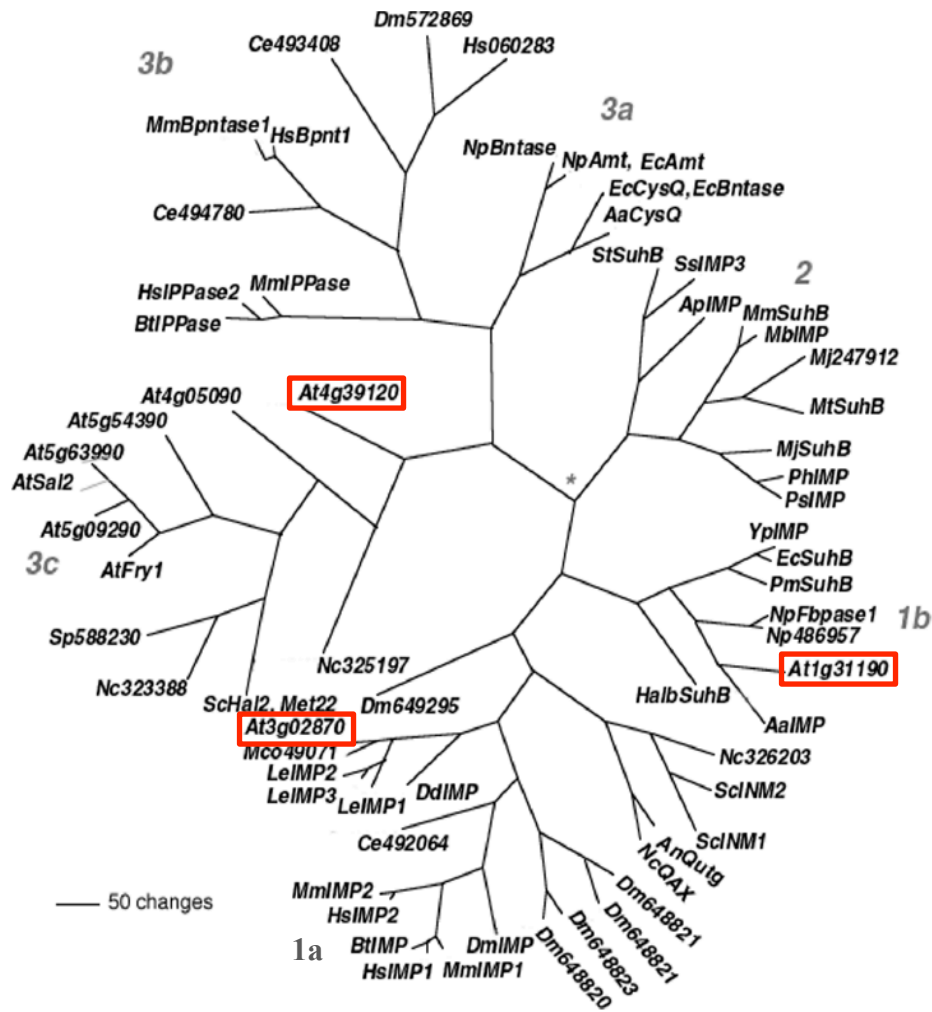 Dm572869
Ce493408
Hs060283
3b
3a
MmBpntase1
HsBpnt1
NpBntase
NpAmt, EcAmt
EcCysQ,EcBntase
Ce494780
AaCysQ
StSuhB
SsIMP3
2
HsIPPase2
MmIPPase
ApIMP
MmSuhB
BtIPPase
MbIMP
Mj247912
At4g05090
At4g39120
MtSuhB
At5g54390
At5g63990
MjSuhB
AtSal2
*
PhIMP
PsIMP
At5g09290
YpIMP
3c
AtFry1
EcSuhB
PmSuhB
NpFbpase1
1b
Sp588230
Np486957
Nc325197
At1g31190
Nc323388
HalbSuhB
ScHal2, Met22
Dm649295
AaIMP
At3g02870
Mco49071
Nc326203
LeIMP2
LeIMP3
LeIMP1
DdIMP
ScINM2
Ce492064
ScINM1
AnQutg
NcQAX
50 changes
MmIMP2
HsIMP2
Dm648821
Dm648821
Dm648823
Dm648820
1a
BtIMP
DmIMP
HsIMP1
MmIMP1